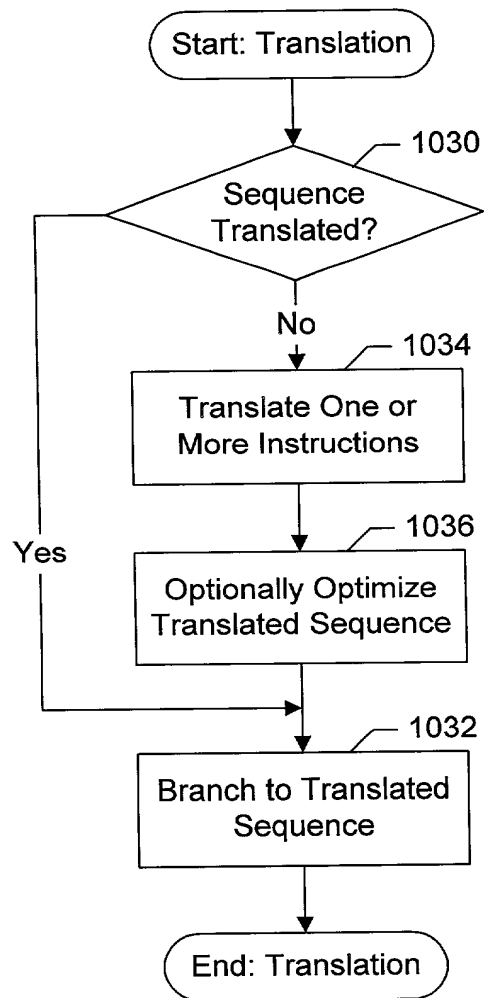 Start: Translation
1030
Sequence
Translated?
No
1034
Translate One or
More Instructions
1036
Yes
Optionally Optimize
Translated Sequence
1032
Branch to Translated
Sequence
End: Translation